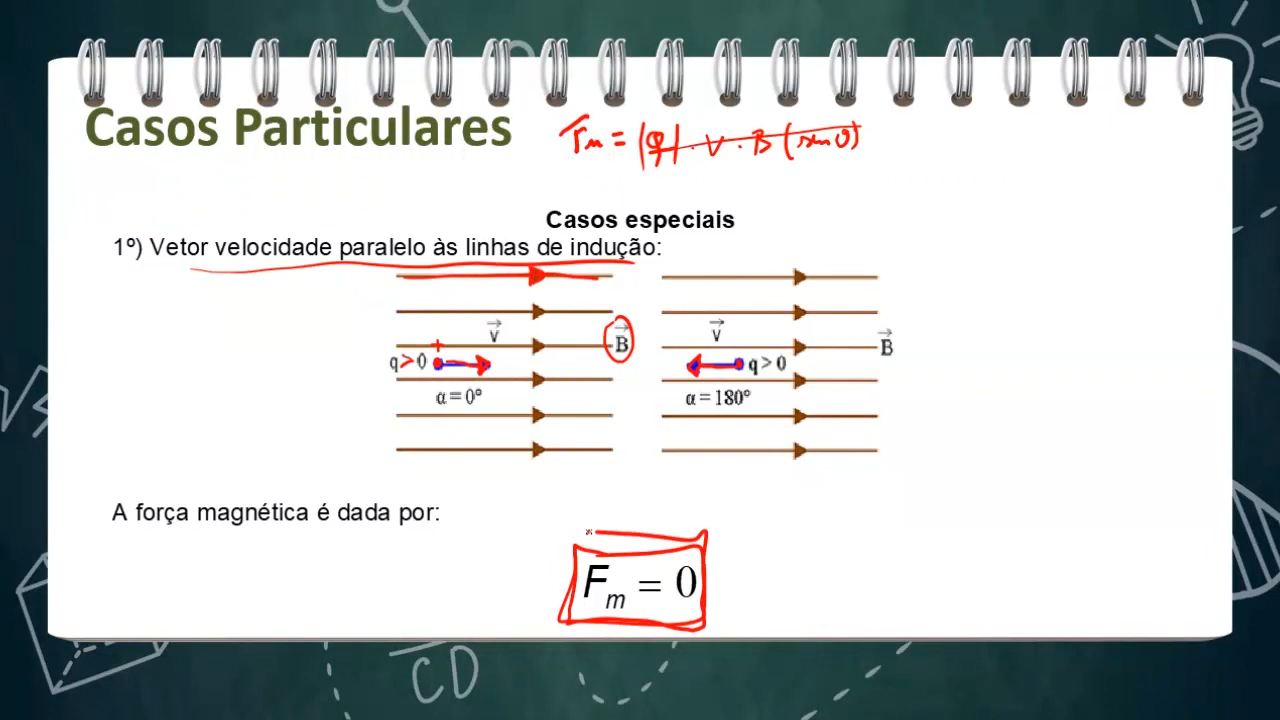 Casos Particulares
Fm = |q| . V . B (sen θ)
Casos especiais
1º) Vetor velocidade paralelo às linhas de indução:
v
B
q > 0
α = 0°
v
B
q > 0
α = 180°
A força magnética é dada por:
Fm = 0
CD